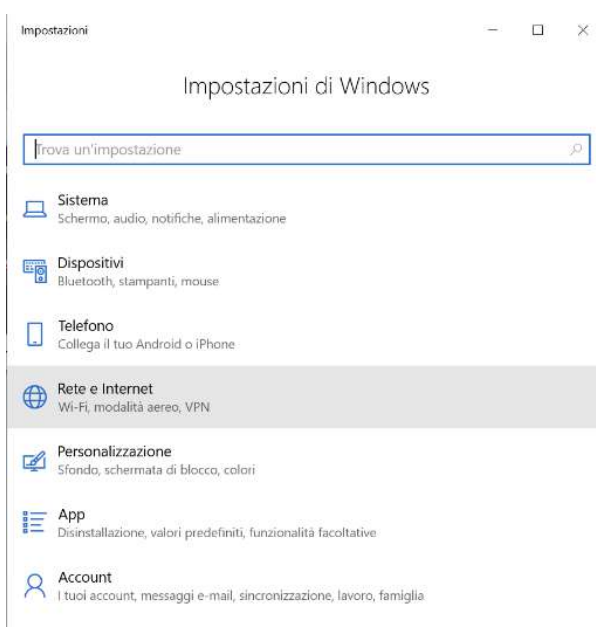 Impostazioni
Impostazioni di Windows
Trova un'impostazione
Sistema
Schermo, audio, notifiche, alimentazione
Dispositivi
Bluetooth, stampanti, mouse
Telefono
Collega il tuo Android o iPhone
Rete e Internet
Wi-Fi, modalità aereo, VPN
Personalizzazione
Sfondo, schermata di blocco, colori
App
Disinstallazione, valori predefiniti, funzionalità facoltative
Account
I tuoi account, messaggi e-mail, sincronizzazione, lavoro, famiglia